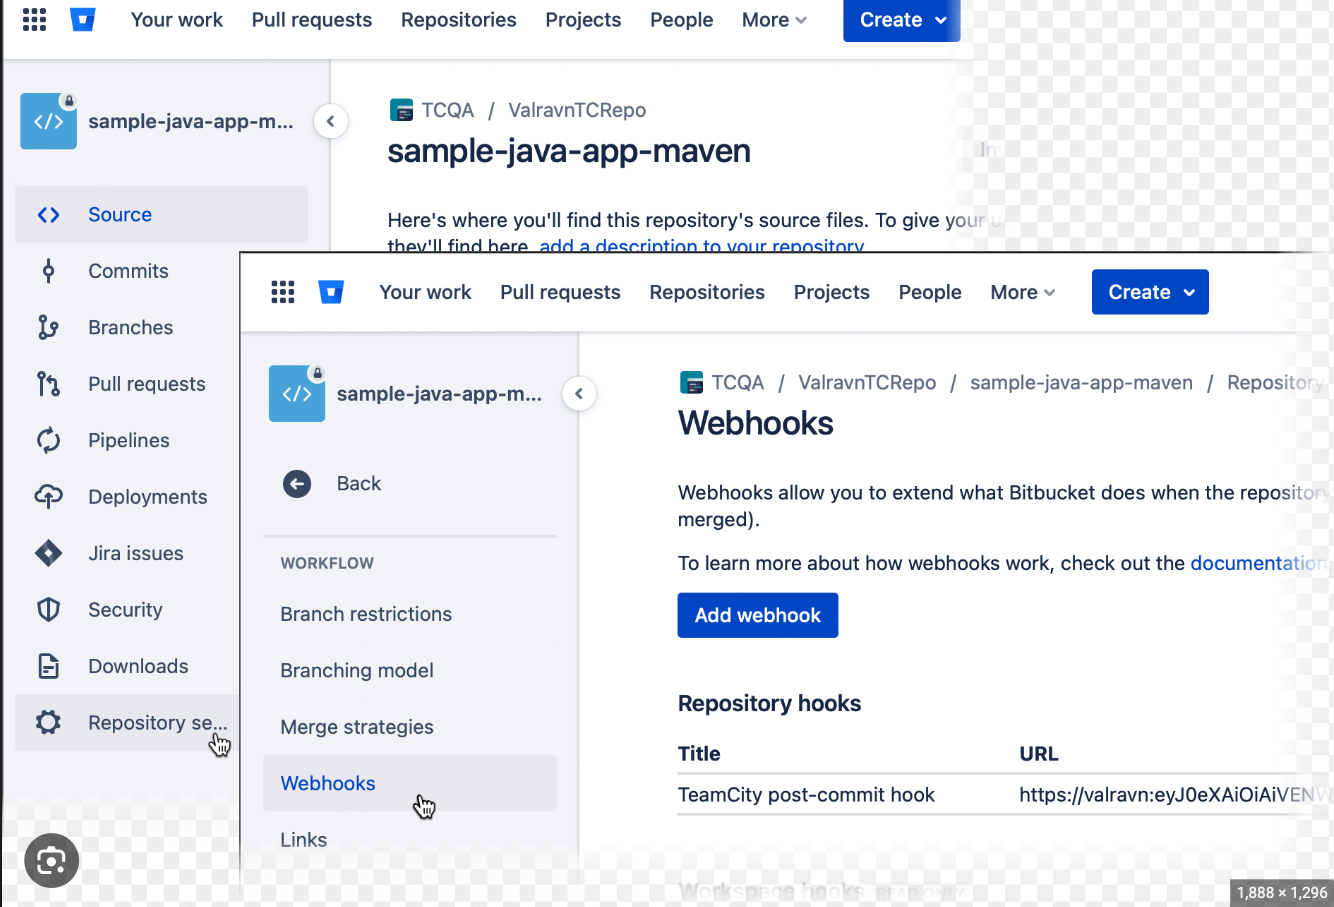 Your work Pull requests Repositories Projects People More Create
sample-java-app-m...
TCQA / ValravnTCRepo
sample-java-app-maven
Here's where you'll find this repository's source files. To give your
they'll find here, add a description to your repository
Source
Commits
Branches
Pull requests
Pipelines
Deployments
Jira issues
Security
Downloads
Repository se...
Your work Pull requests Repositories Projects People More Create
sample-java-app-m...
Back
WORKFLOW
Branch restrictions
Branching model
Merge strategies
Webhooks
Links
TCQA / ValravnTCRepo / sample-java-app-maven / Repository
Webhooks
Webhooks allow you to extend what Bitbucket does when the repository
merged).
To learn more about how webhooks work, check out the documentation
Add webhook
Repository hooks
Title URL
TeamCity post-commit hook https://valravn:eyJ0eXAiOiAiVENW
Workspace hooks READ ONLY
1,888 × 1,296